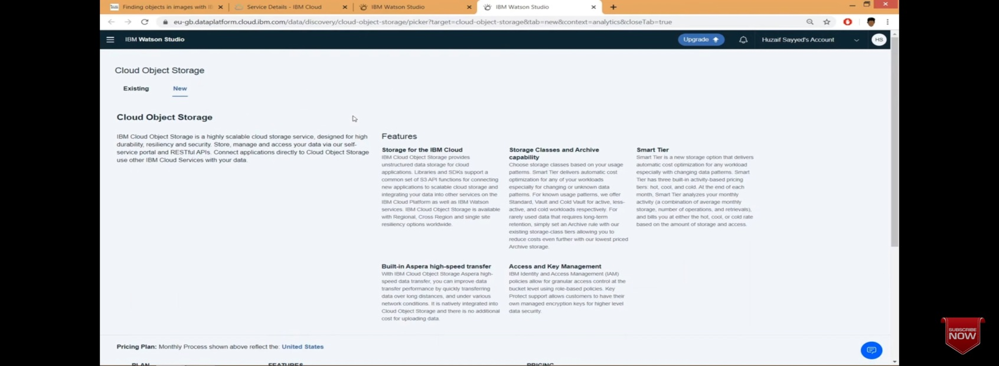 Finding objects in images with IB
Service Details - IBM Cloud
IBM Watson Studio
IBM Watson Studio
eu-gb.dataplatform.cloud.ibm.com/data/discovery/cloud-object-storage/picker?target=cloud-object-storage&tab=new&context=analytics&closeTab=true
IBM Watson Studio
Upgrade
Huzaif Sayyed's Account
HS
Cloud Object Storage
Existing
New
Cloud Object Storage
IBM Cloud Object Storage is a highly scalable cloud storage service, designed for high
durability, resiliency and security. Store, manage and access your data via our self-
service portal and RESTful APIs. Connect applications directly to Cloud Object Storage
use other IBM Cloud Services with your data.
Features
Storage for the IBM Cloud
IBM Cloud Object Storage provides
unstructured data storage for cloud
applications. Libraries and SDKs support a
common set of S3 API functions for connecting
new applications to scalable cloud storage and
integrating your data into other services on the
IBM Cloud Platform as well as IBM Watson
services. IBM Cloud Object Storage is available
with Regional, Cross Region and single site
resiliency options worldwide.
Storage Classes and Archive
capability
Choose storage classes based on your usage
patterns. Smart Tier delivers automatic cost
optimization for any of your workloads
especially for changing or unknown data
patterns. For known usage patterns, we offer
Standard, Vault and Cold Vault for active, less-
active, and cold workloads respectively. For
rarely used data that requires long-term
retention, simply set an Archive rule with our
existing storage-class tiers allowing you to
reduce costs even further with our lowest priced
Archive storage.
Smart Tier
Smart Tier is a new storage option that delivers
automatic cost optimization for any workload
especially with changing data patterns. Smart
Tier has three built-in activity-based pricing
tiers: hot, cool, and cold. At the end of each
month, Smart Tier analyzes your monthly
activity (a combination of average monthly
storage, number of operations, and retrievals),
and bills you at either the hot, cool, or cold rate
based on the amount of storage and access.
Built-in Aspera high-speed transfer
With IBM Cloud Object Storage Aspera high-
speed data transfer, you can improve data
transfer performance by quickly transferring
data over long distances, and under various
network conditions. It is natively integrated into
Cloud Object Storage and there is no additional
cost for uploading data.
Access and Key Management
IBM Identity and Access Management (IAM)
policies allow for granular access control at the
bucket level using role-based policies. Key
Protect support allows customers to have their
own managed encryption keys for higher level
data security.
Pricing Plan: Monthly Process shown above reflect the: United States
PLAN
FEATURES
PRICING
SUBSCRIBE
NOW